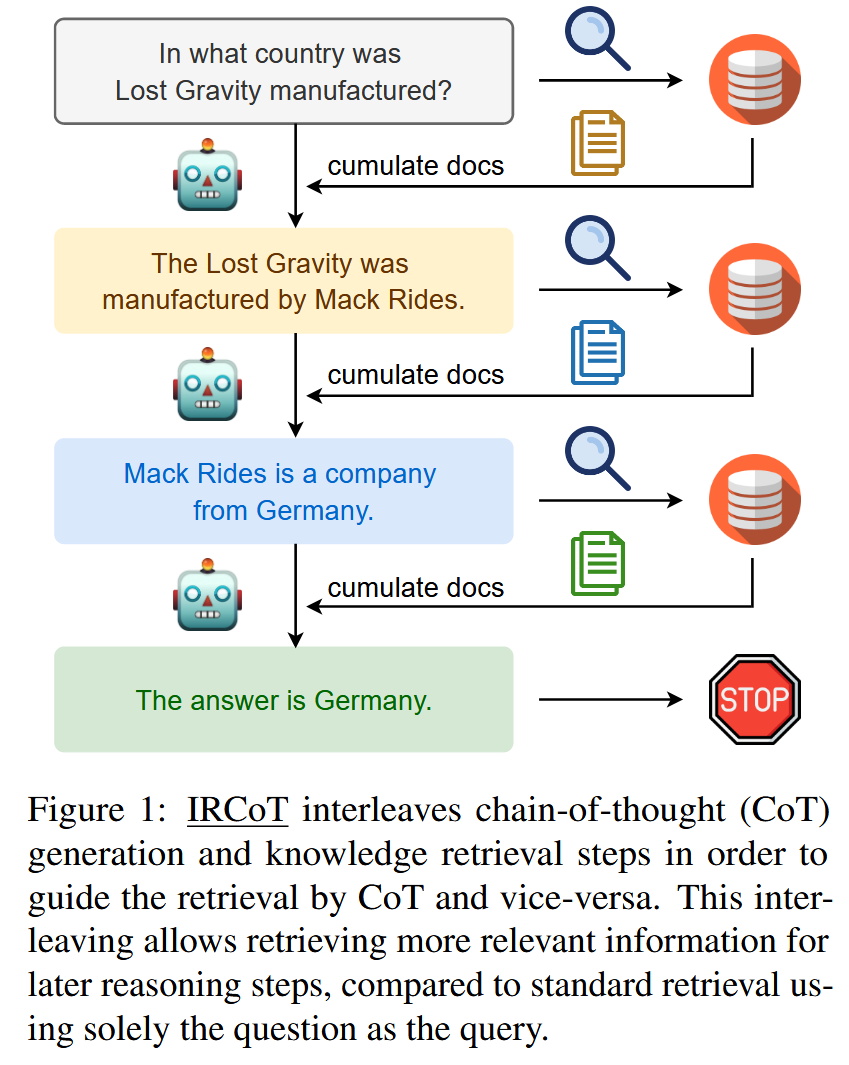 In what country was
Lost Gravity manufactured?
cumulate docs
The Lost Gravity was
manufactured by Mack Rides.
cumulate docs
Mack Rides is a company
from Germany.
cumulate docs
The answer is Germany.
STOP
Figure 1: IRCoT interleaves chain-of-thought (CoT)
generation and knowledge retrieval steps in order to
guide the retrieval by CoT and vice-versa. This inter-
leaving allows retrieving more relevant information for
later reasoning steps, compared to standard retrieval us-
ing solely the question as the query.